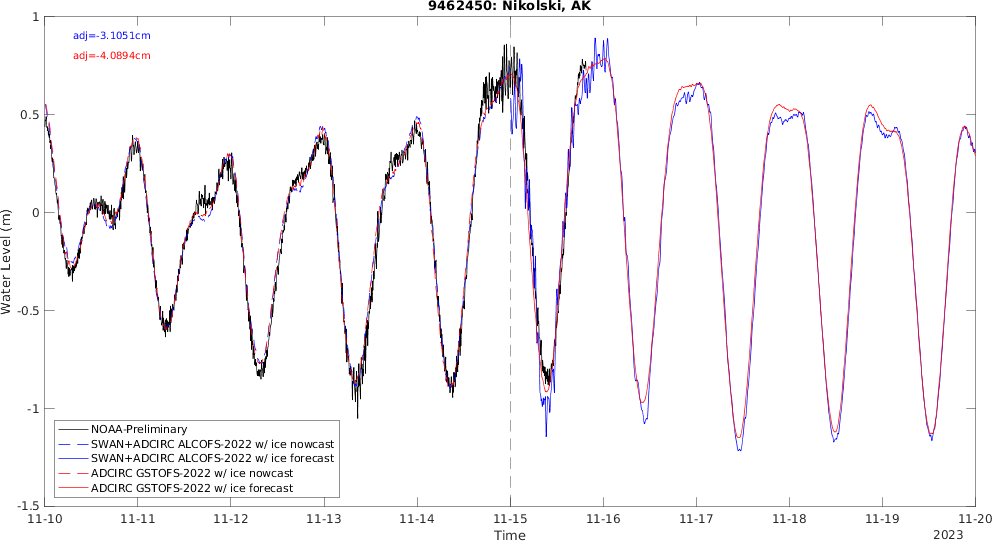 9462450: Nikolski, AK
adj=-3.1051cm
adj=-4.0894cm
Water Level (m)
1
0.5
0
-0.5
-1
-1.5
NOAA-Preliminary
SWAN+ADCIRC ALCOFS-2022 w/ ice nowcast
SWAN+ADCIRC ALCOFS-2022 w/ ice forecast
ADCIRC GSTOFS-2022 w/ ice nowcast
ADCIRC GSTOFS-2022 w/ ice forecast
11-10 11-11 11-12 11-13 11-14 11-15 11-16 11-17 11-18 11-19 11-20
Time
2023